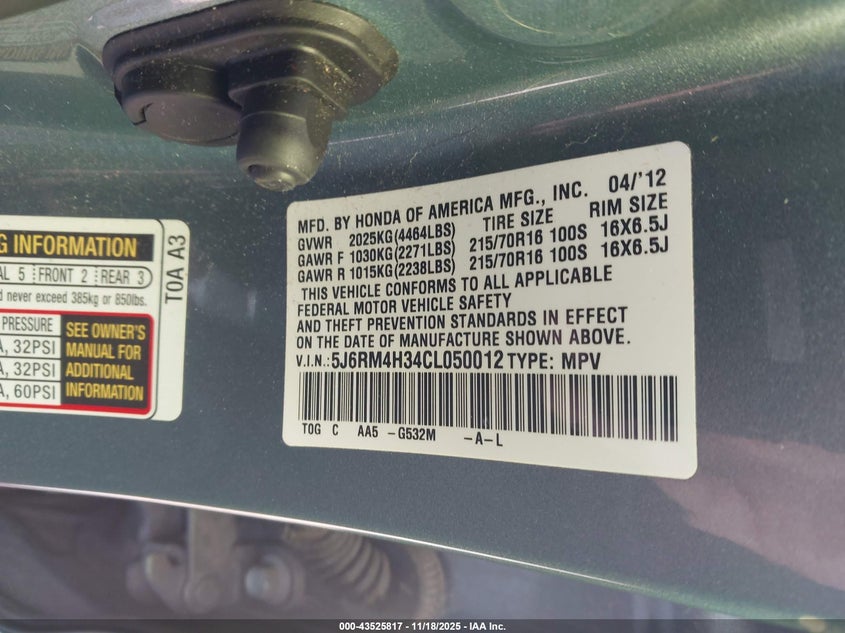 G INFORMATION
AL 5 FRONT 2 REAR 3
d never exceed 385kg or 850lbs.
PRESSURE
, 32PSI
, 32PSI
, 60PSI
SEE OWNER'S
MANUAL FOR
ADDITIONAL
INFORMATION
T0A A3
MFD. BY HONDA OF AMERICA MFG., INC. 04/'12
GVWR 2025KG(4464LBS) TIRE SIZE RIM SIZE
GAWR F 1030KG(2271LBS) 215/70R16 100S 16X6.5J
GAWR R 1015KG(2238LBS) 215/70R16 100S 16X6.5J
THIS VEHICLE CONFORMS TO ALL APPLICABLE
FEDERAL MOTOR VEHICLE SAFETY
AND THEFT PREVENTION STANDARDS IN EFFECT
ON THE DATE OF MANUFACTURE SHOWN ABOVE.
V.I.N.: 5J6RM4H34CL050012 TYPE: MPV
T0G C AA5 -G532M -A-L
000-43525817 - 11/18/2025 - IAA Inc.